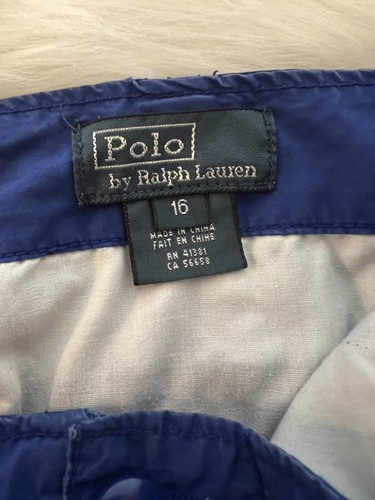 Polo
by Ralph Lauren
16
MADE IN CHINA
FAIT EN CHINE
RN 41381
CA 56658